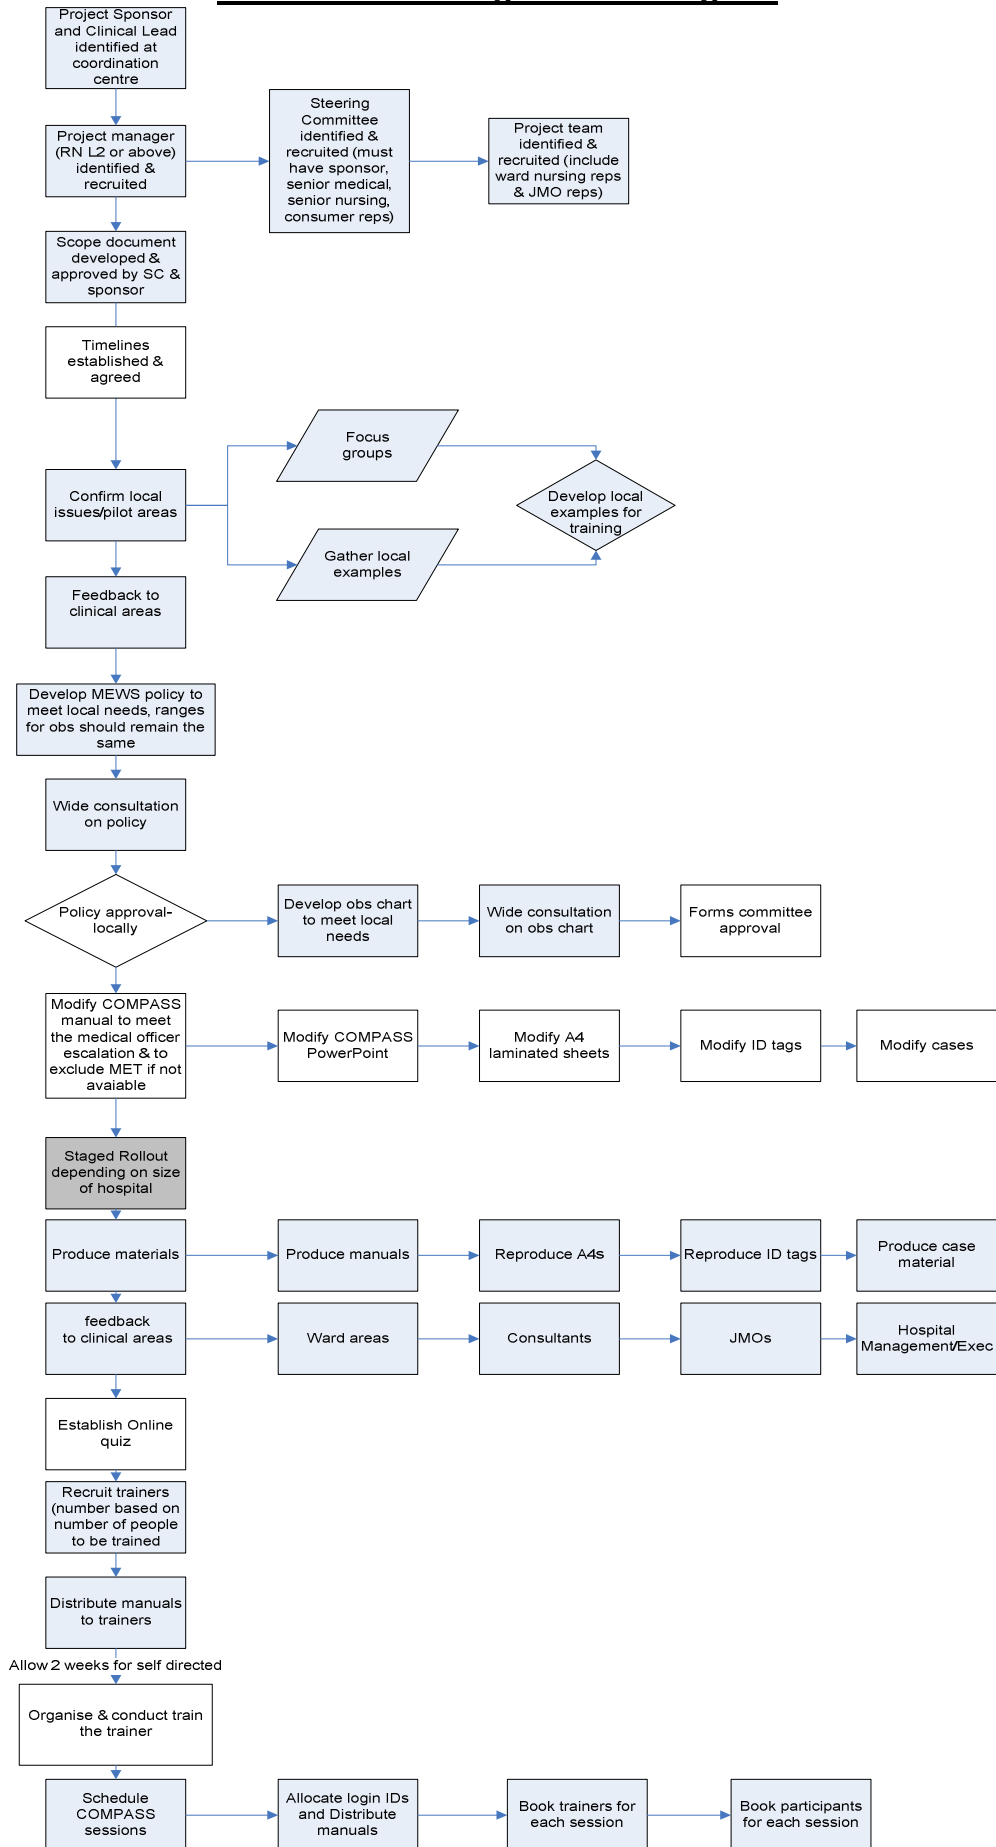 Project Sponsor
and Clinical Lead
identified at
coordination
centre
Project manager
(RN L2 or above)
identified &
recruited
Steering
Committee
identified &
recruited (must
have sponsor,
senior medical,
senior nursing,
consumer reps)
Project team
identified &
recruited (include
ward nursing reps
& JMO reps)
Scope document
developed &
approved by SC &
sponsor
Timelines
established &
agreed
Focus
groups
Confirm local
issues/pilot areas
Develop local
examples for
training
Gather local
examples
Feedback to
clinical areas
Develop MEWS policy to
meet local needs, ranges
for obs should remain the
same
Wide consultation
on policy
Policy approval-
locally
Develop obs chart
to meet local
needs
Wide consultation
on obs chart
Forms committee
approval
Modify COMPASS
manual to meet
the medical officer
escalation & to
exclude MET if not
avaiable
Modify COMPASS
PowerPoint
Modify A4
laminated sheets
Modify ID tags
Modify cases
Staged Rollout
depending on size
of hospital
Produce materials
Produce manuals
Reproduce A4s
Reproduce ID tags
Produce case
material
feedback
to clinical areas
Ward areas
Consultants
JMOs
Hospital
Management/Exec
Establish Online
quiz
Recruit trainers
(number based on
number of people
to be trained
Distribute manuals
to trainers
Allow 2 weeks for self directed
Organise & conduct train
the trainer
Schedule
COMPASS
sessions
Allocate login IDs
and Distribute
manuals
Book trainers for
each session
Book participants
for each session